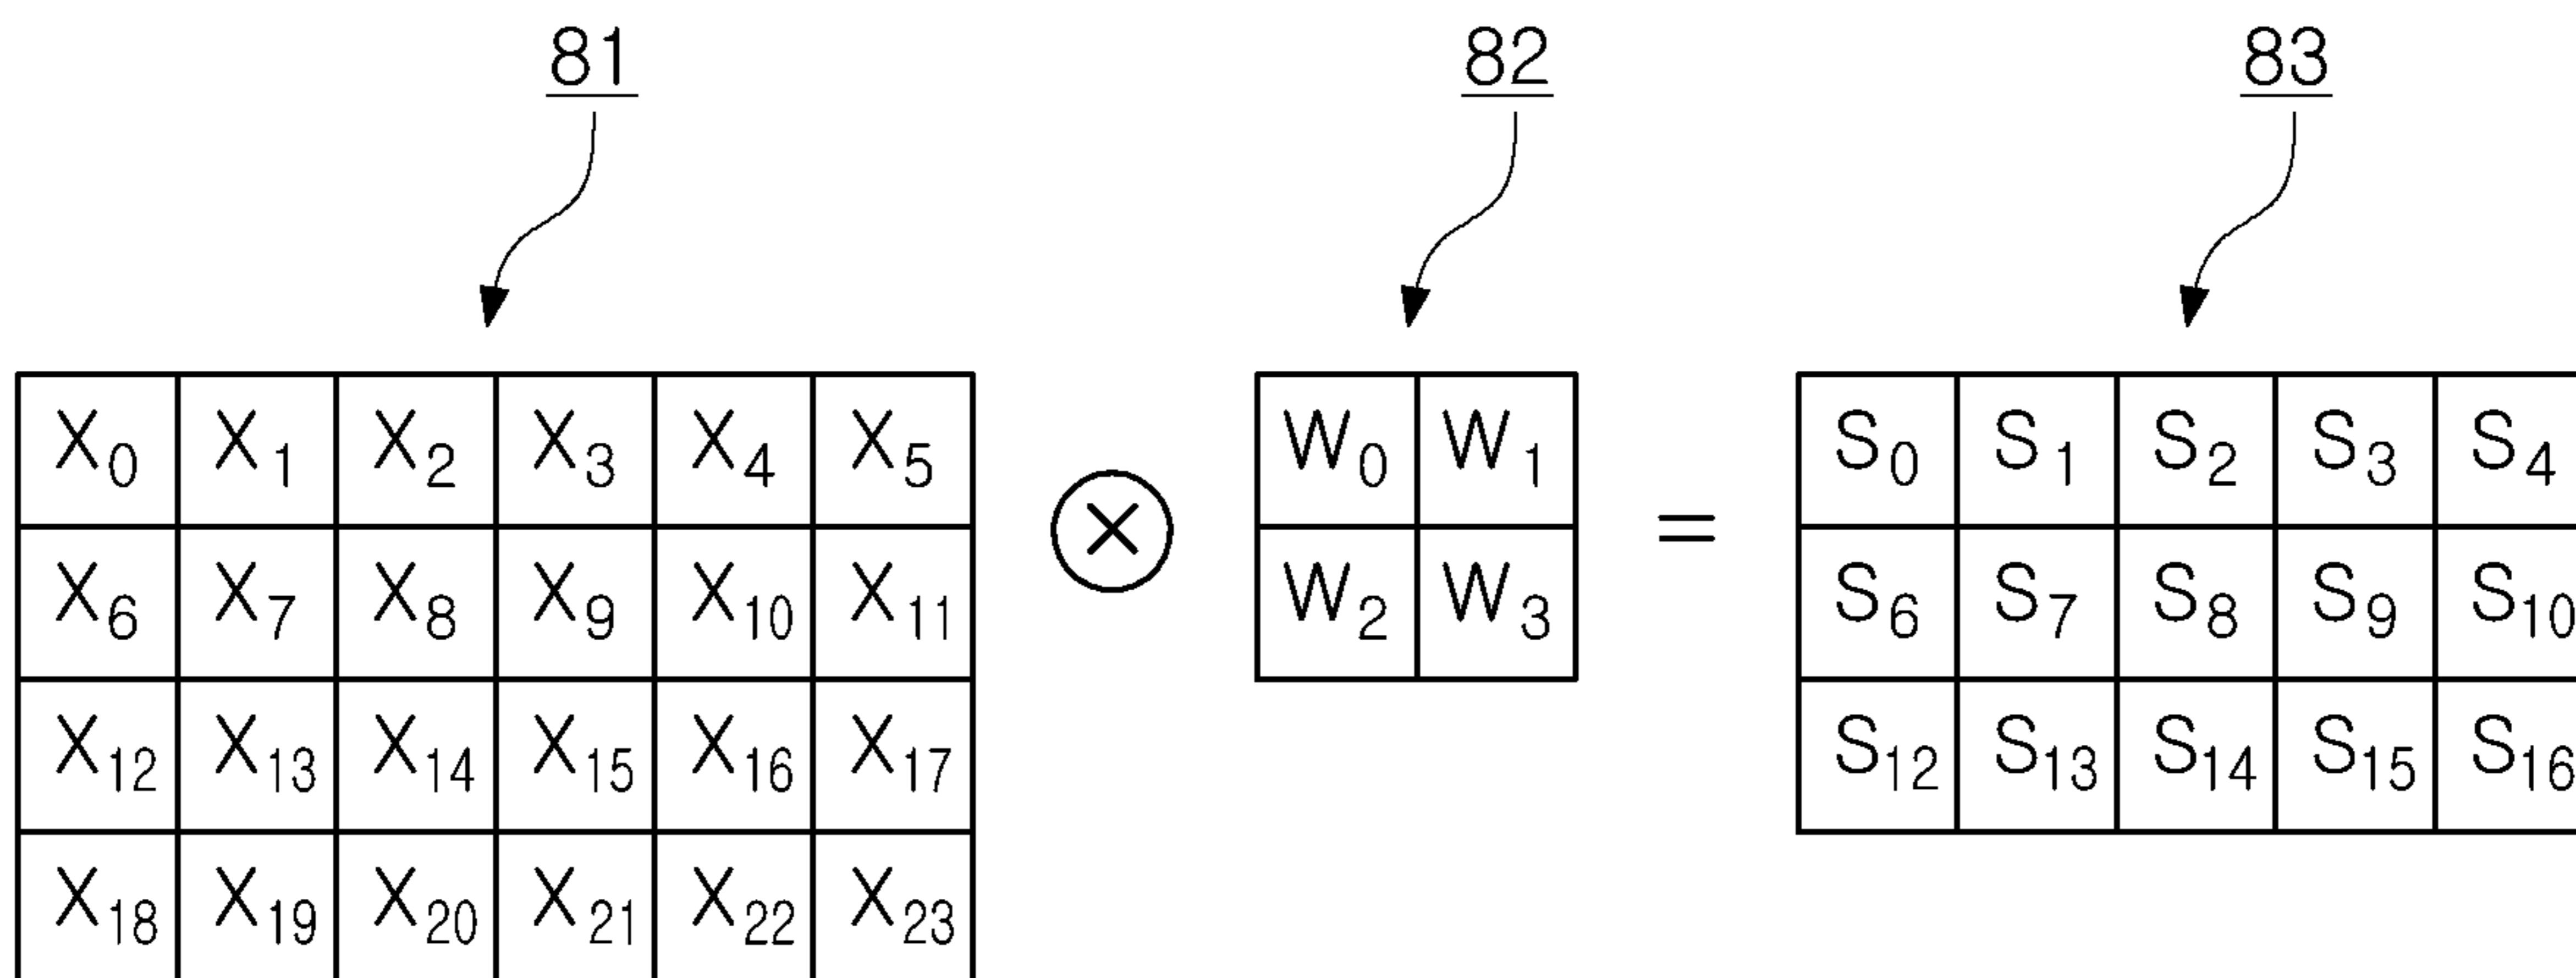 81 82 83
X₀ X₁ X₂ X₃ X₄ X₅ ⊗ W₀ W₁ = S₀ S₁ S₂ S₃ S₄
X₆ X₇ X₈ X₉ X₁₀ X₁₁ W₂ W₃ S₆ S₇ S₈ S₉ S₁₀
X₁₂ X₁₃ X₁₄ X₁₅ X₁₆ X₁₇ S₁₂ S₁₃ S₁₄ S₁₅ S₁₆
X₁₈ X₁₉ X₂₀ X₂₁ X₂₂ X₂₃